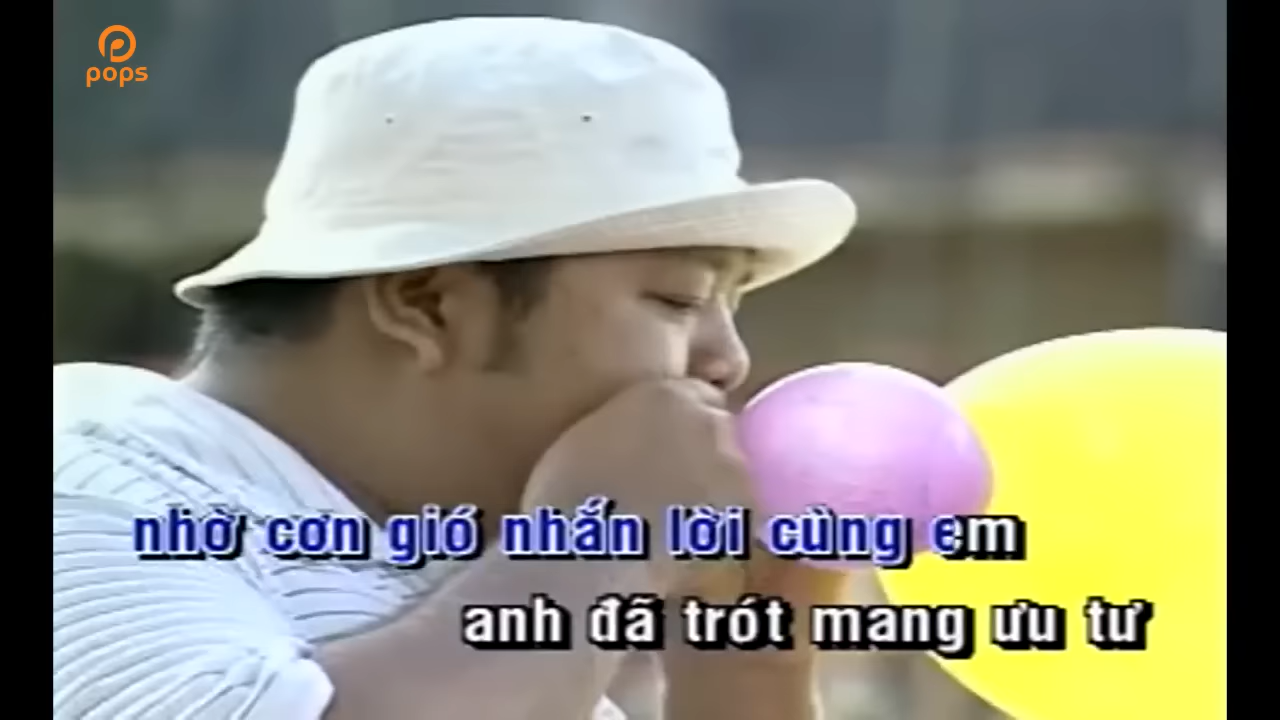 pops
nhờ cơn gió nhắn lời cùng em
anh đã trót mang ưu tư